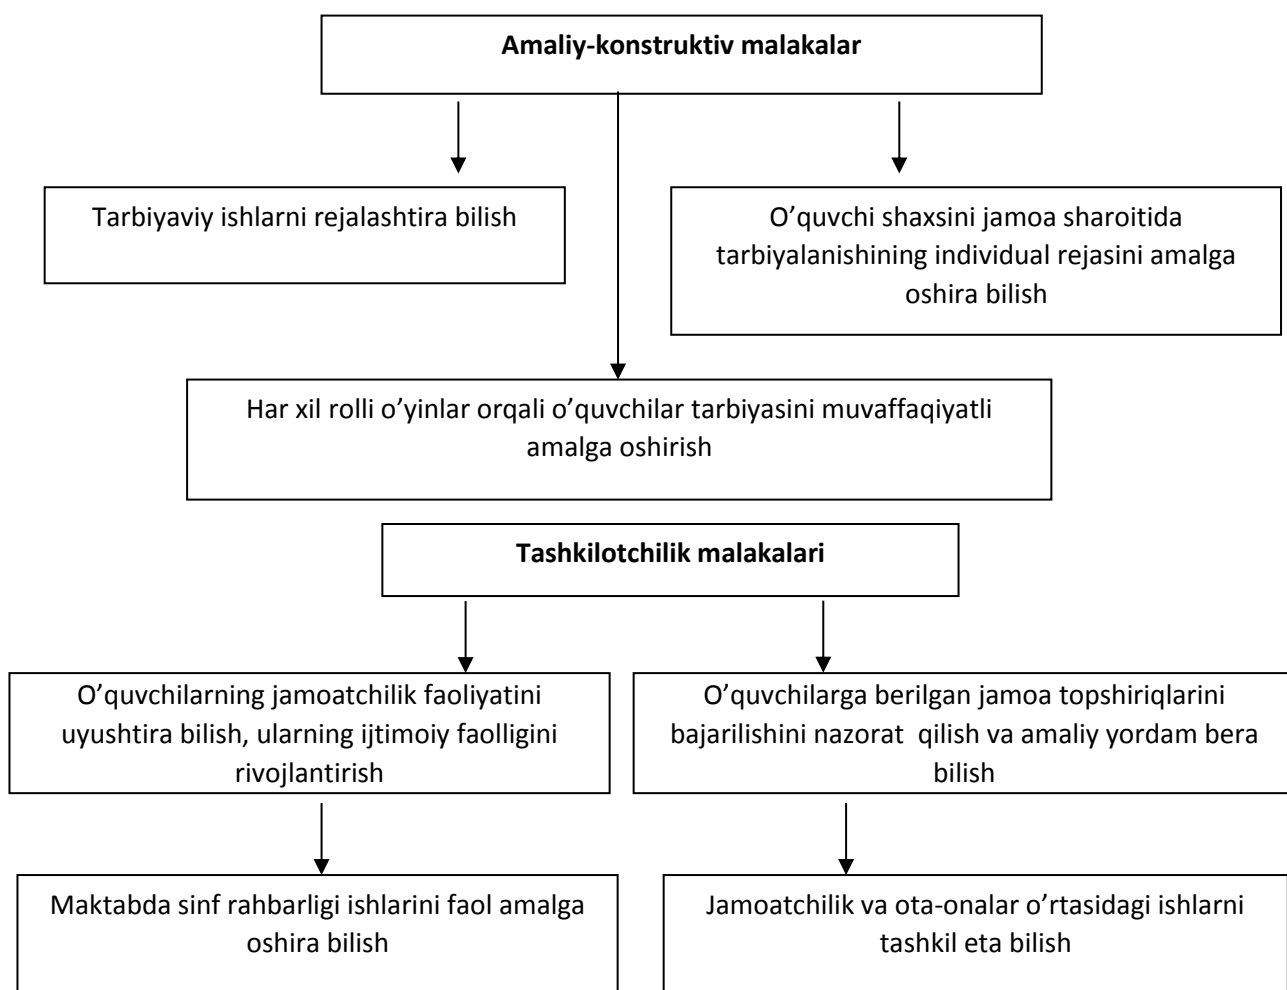 Amaliy-konstruktiv malakalar
Tarbiyaviy ishlarni rejalashtira bilish
O’quvchi shaxsini jamoa sharoitida
tarbiyalanishining individual rejasini amalga
oshira bilish
Har xil rolli o’yinlar orqali o’quvchilar tarbiyasini muvaffaqiyatli
amalga oshirish
Tashkilotchilik malakalari
O’quvchilarning jamoatchilik faoliyatini
uyushtira bilish, ularning ijtimoiy faolligini
rivojlantirish
O’quvchilarga berilgan jamoa topshiriqlarini
bajarilishini nazorat  qilish va amaliy yordam bera
bilish
Maktabda sinf rahbarligi ishlarini faol amalga
oshira bilish
Jamoatchilik va ota-onalar o’rtasidagi ishlarni
tashkil eta bilish